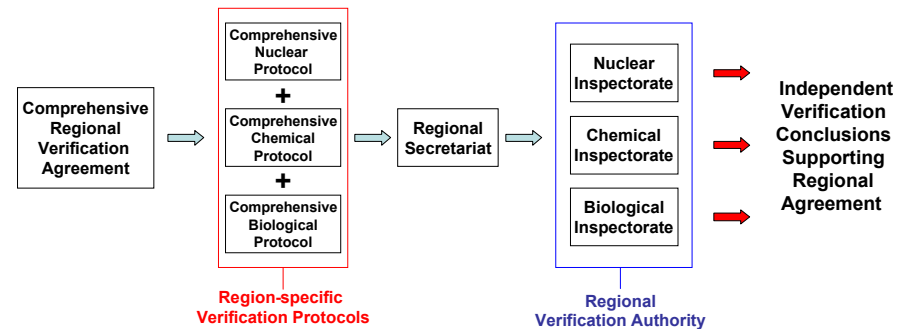 Comprehensive
Regional
Verification
Agreement
Comprehensive
Nuclear
Protocol
+
Comprehensive
Chemical
Protocol
+
Comprehensive
Biological
Protocol
Region-specific
Verification Protocols
Regional
Secretariat
Nuclear
Inspectorate
Chemical
Inspectorate
Biological
Inspectorate
Regional
Verification Authority
Independent
Verification
Conclusions
Supporting
Regional
Agreement